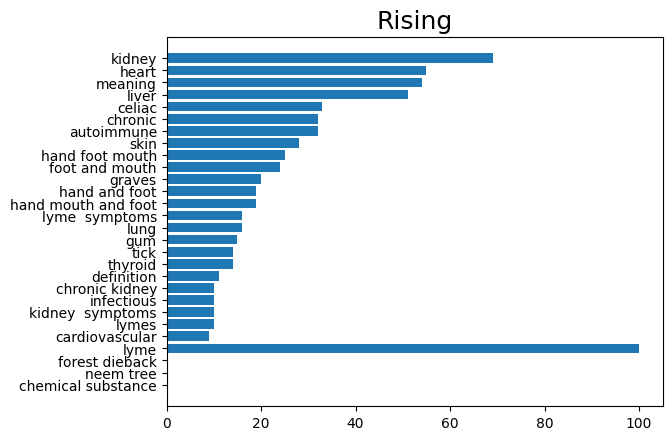 Rising
kidney
heart
meaning
liver
celiac
chronic
autoimmune
skin
hand foot mouth
foot and mouth
graves
hand and foot
hand mouth and foot
lyme  symptoms
lung
gum
tick
thyroid
definition
chronic kidney
infectious
kidney  symptoms
lymes
cardiovascular
lyme
forest dieback
neem tree
chemical substance
0 20 40 60 80 100